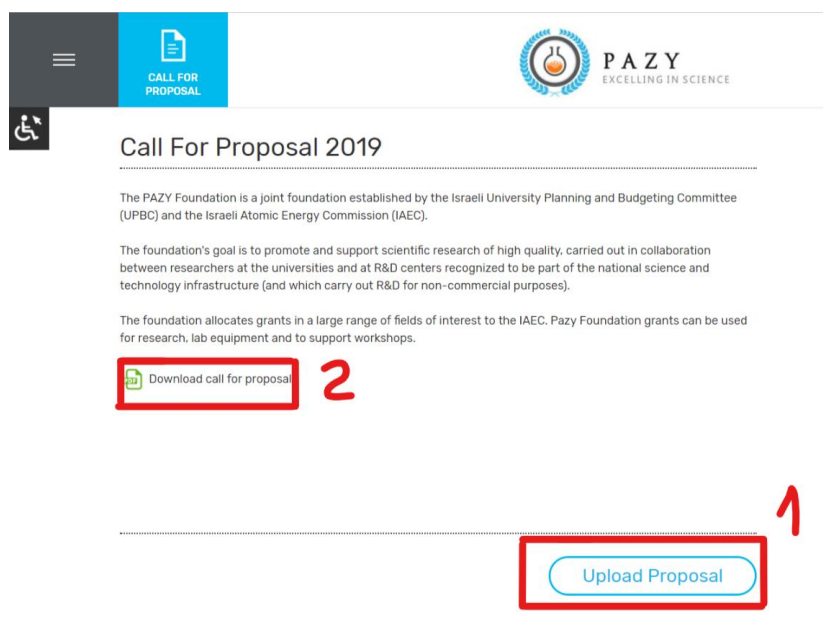 CALL FOR
PROPOSAL
PAZY
EXCELLING IN SCIENCE
Call For Proposal 2019
The PAZY Foundation is a joint foundation established by the Israeli University Planning and Budgeting Committee
(UPBC) and the Israeli Atomic Energy Commission (IAEC).
The foundation's goal is to promote and support scientific research of high quality, carried out in collaboration
between researchers at the universities and at R&D centers recognized to be part of the national science and
technology infrastructure (and which carry out R&D for non-commercial purposes).
The foundation allocates grants in a large range of fields of interest to the IAEC. Pazy Foundation grants can be used
for research, lab equipment and to support workshops.
PDF Download call for proposal
2
1
Upload Proposal